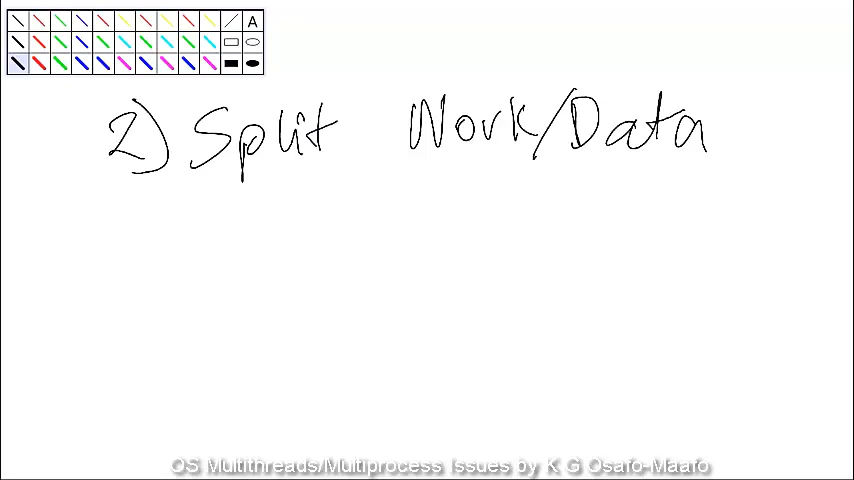 A
2) Split Work/Data
OS Multithreads/Multiprocess Issues by K G Osafo-Maafo